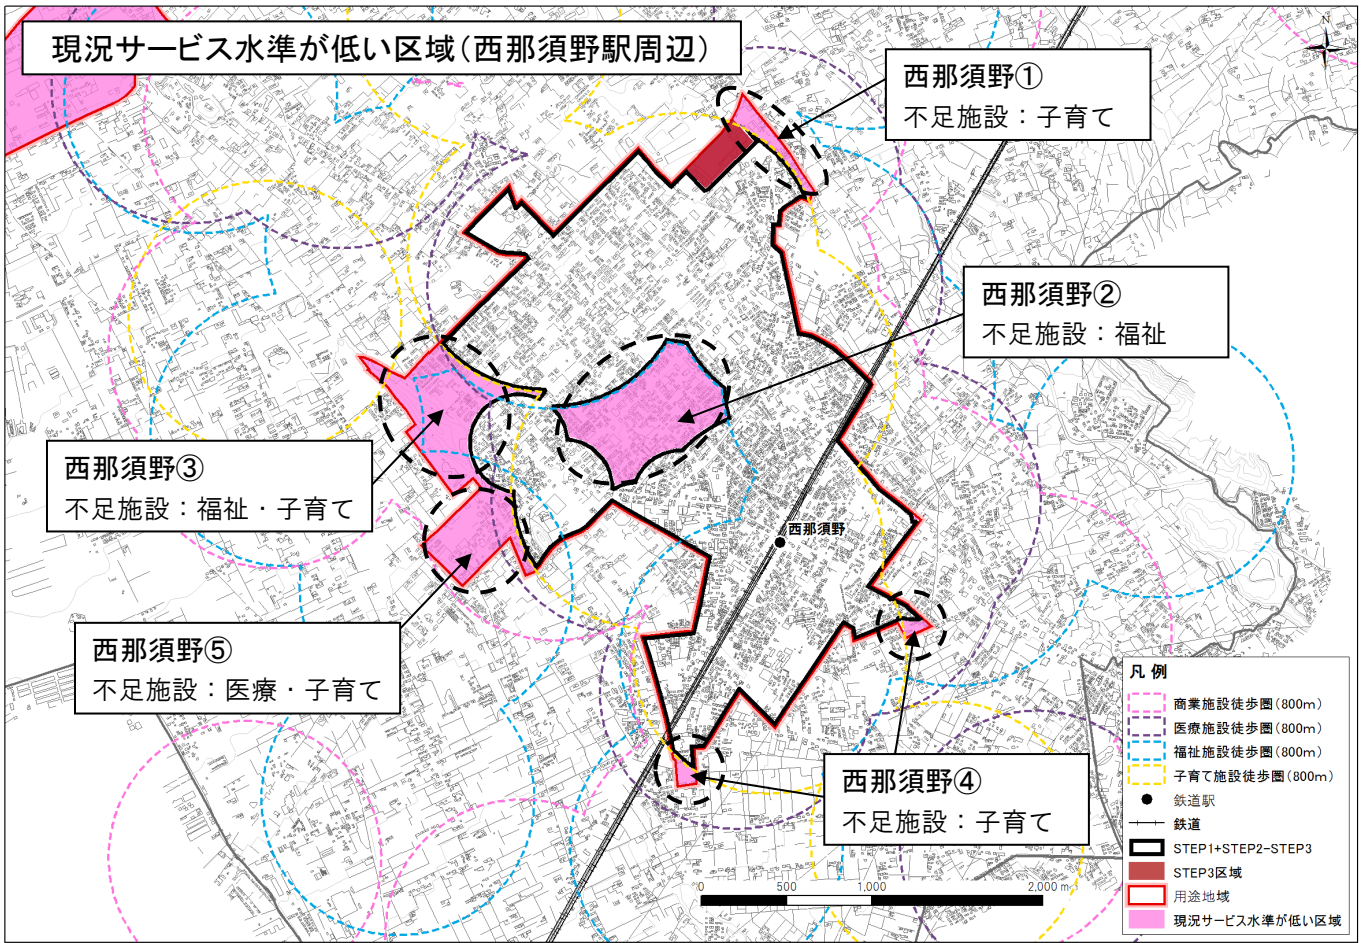 現況サービス水準が低い区域(西那須野駅周辺)
N
西那須野①
不足施設：子育て
西那須野②
不足施設：福祉
西那須野③
不足施設：福祉・子育て
西那須野
西那須野⑤
不足施設：医療・子育て
西那須野④
不足施設：子育て
凡例
商業施設徒歩圏(800m)
医療施設徒歩圏(800m)
福祉施設徒歩圏(800m)
子育て施設徒歩圏(800m)
鉄道駅
鉄道
STEP1+STEP2-STEP3
STEP3区域
用途地域
現況サービス水準が低い区域
0 500 1,000 2,000 m